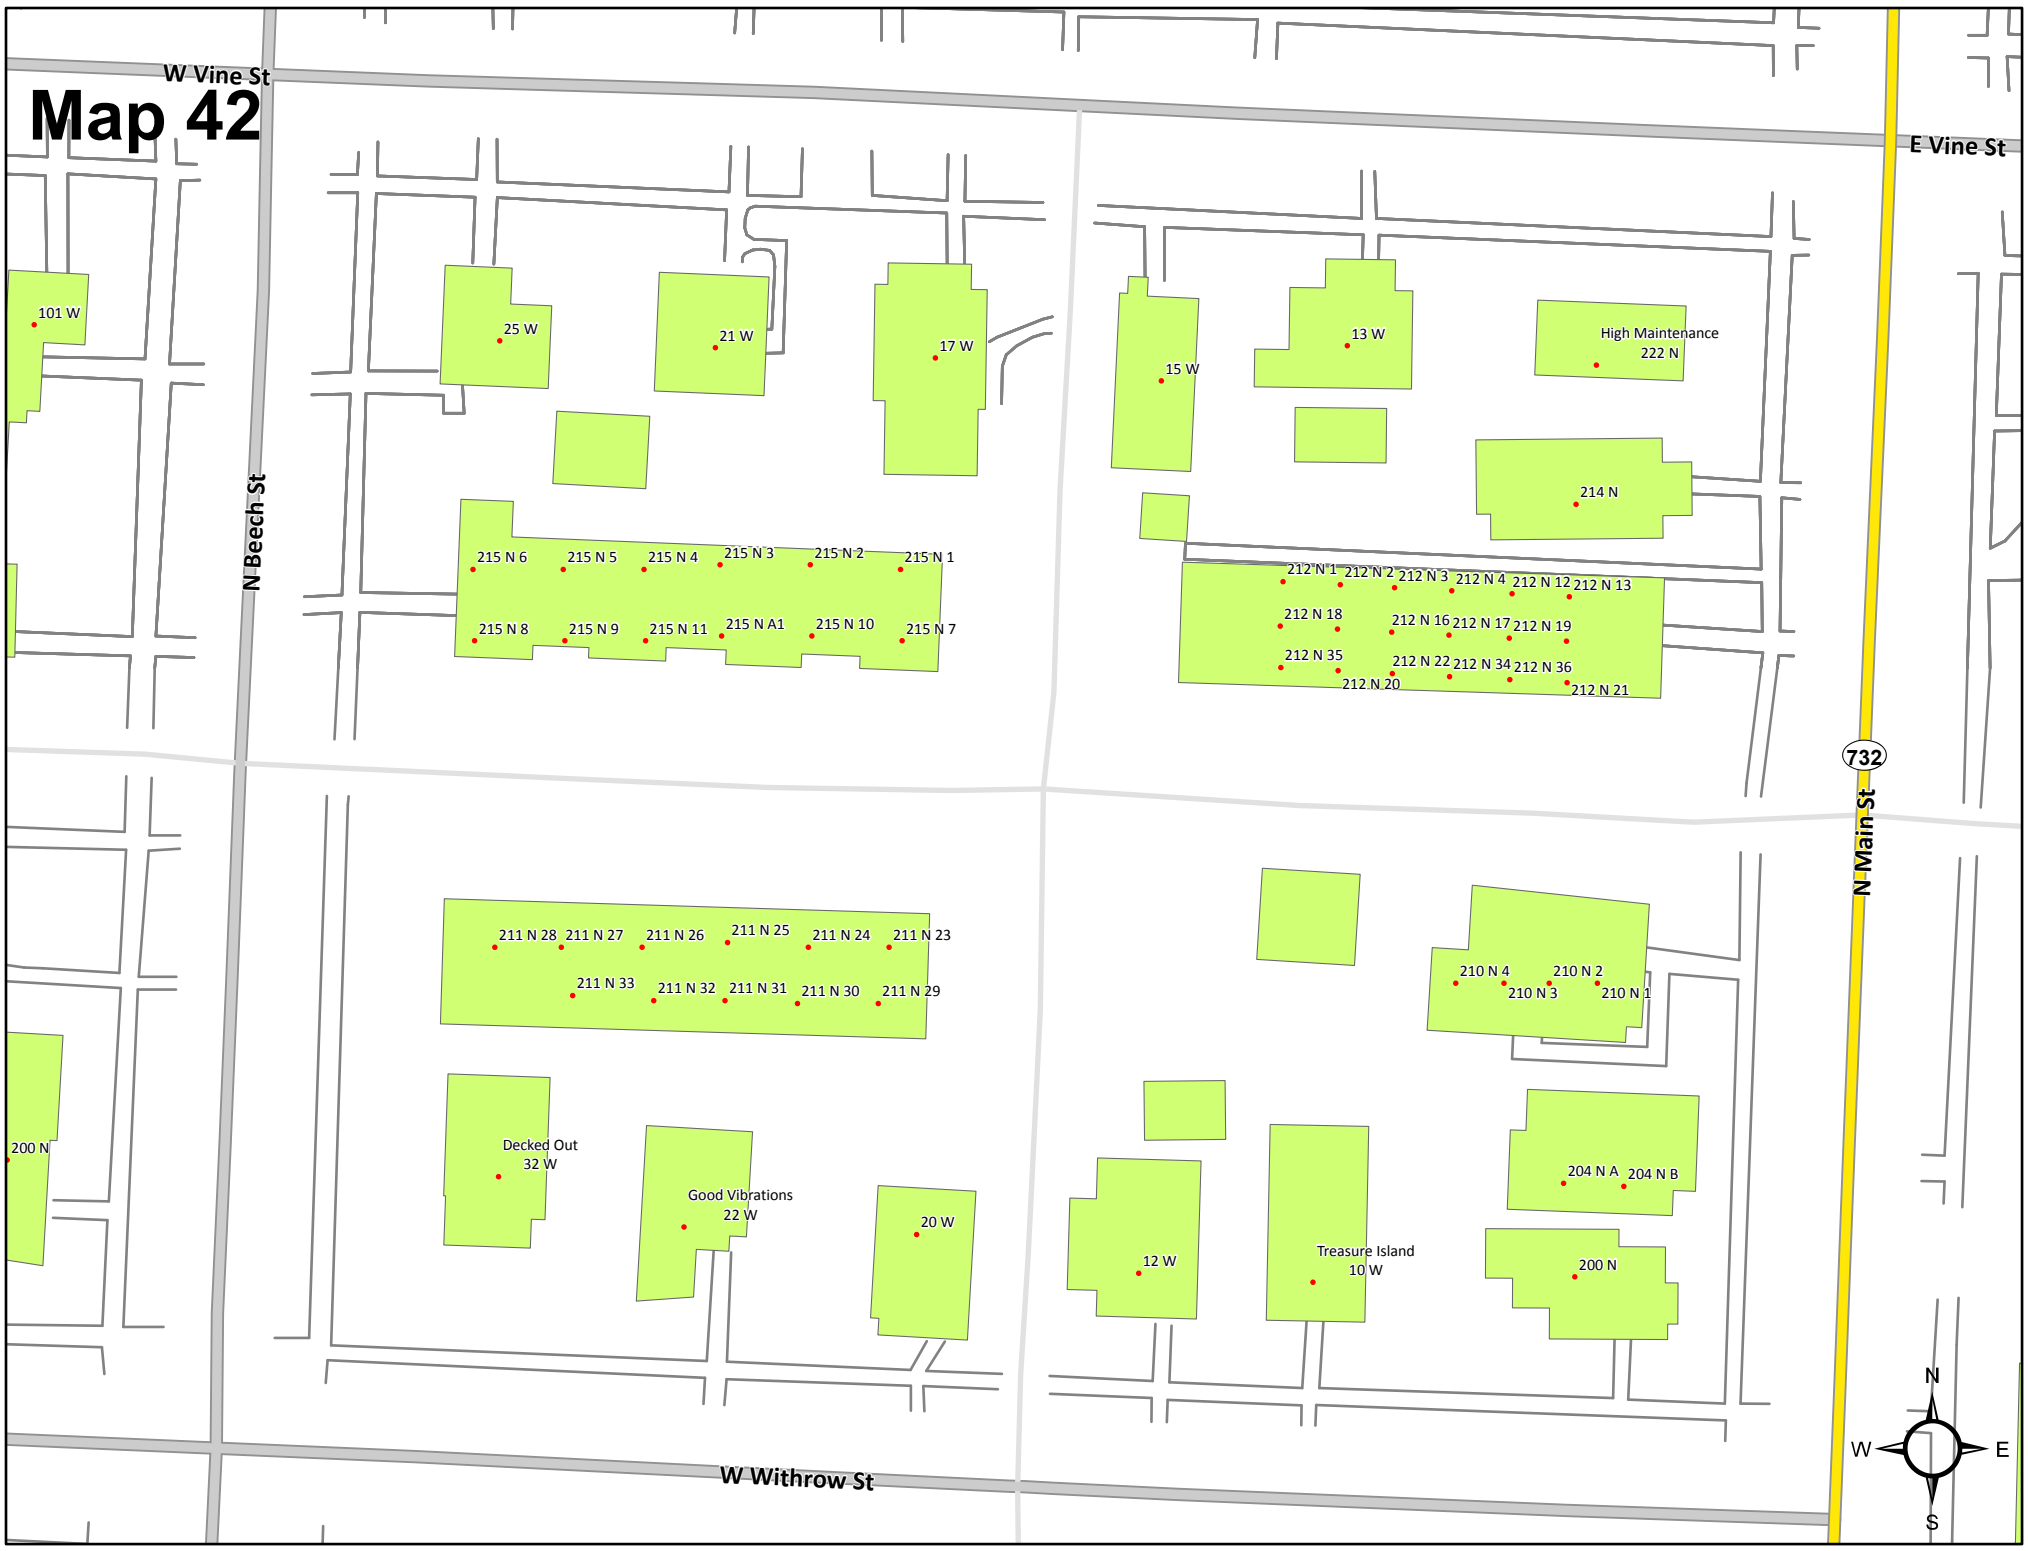 W Vine St
Map 42
E Vine St
101 W
25 W
21 W
17 W
15 W
13 W
High Maintenance
222 N
214 N
N Beech St
215 N 6
215 N 5
215 N 4
215 N 3
215 N 2
215 N 1
215 N 8
215 N 9
215 N 11
215 N A1
215 N 10
215 N 7
212 N 1
212 N 2
212 N 3
212 N 4
212 N 12
212 N 13
212 N 18
212 N 16
212 N 17
212 N 19
212 N 35
212 N 20
212 N 22
212 N 34
212 N 36
212 N 21
732
N Main St
211 N 28
211 N 27
211 N 26
211 N 25
211 N 24
211 N 23
211 N 33
211 N 32
211 N 31
211 N 30
211 N 29
210 N 4
210 N 3
210 N 2
210 N 1
200 N
Decked Out
32 W
Good Vibrations
22 W
20 W
12 W
Treasure Island
10 W
204 N A
204 N B
200 N
W Withrow St
N
W
E
S